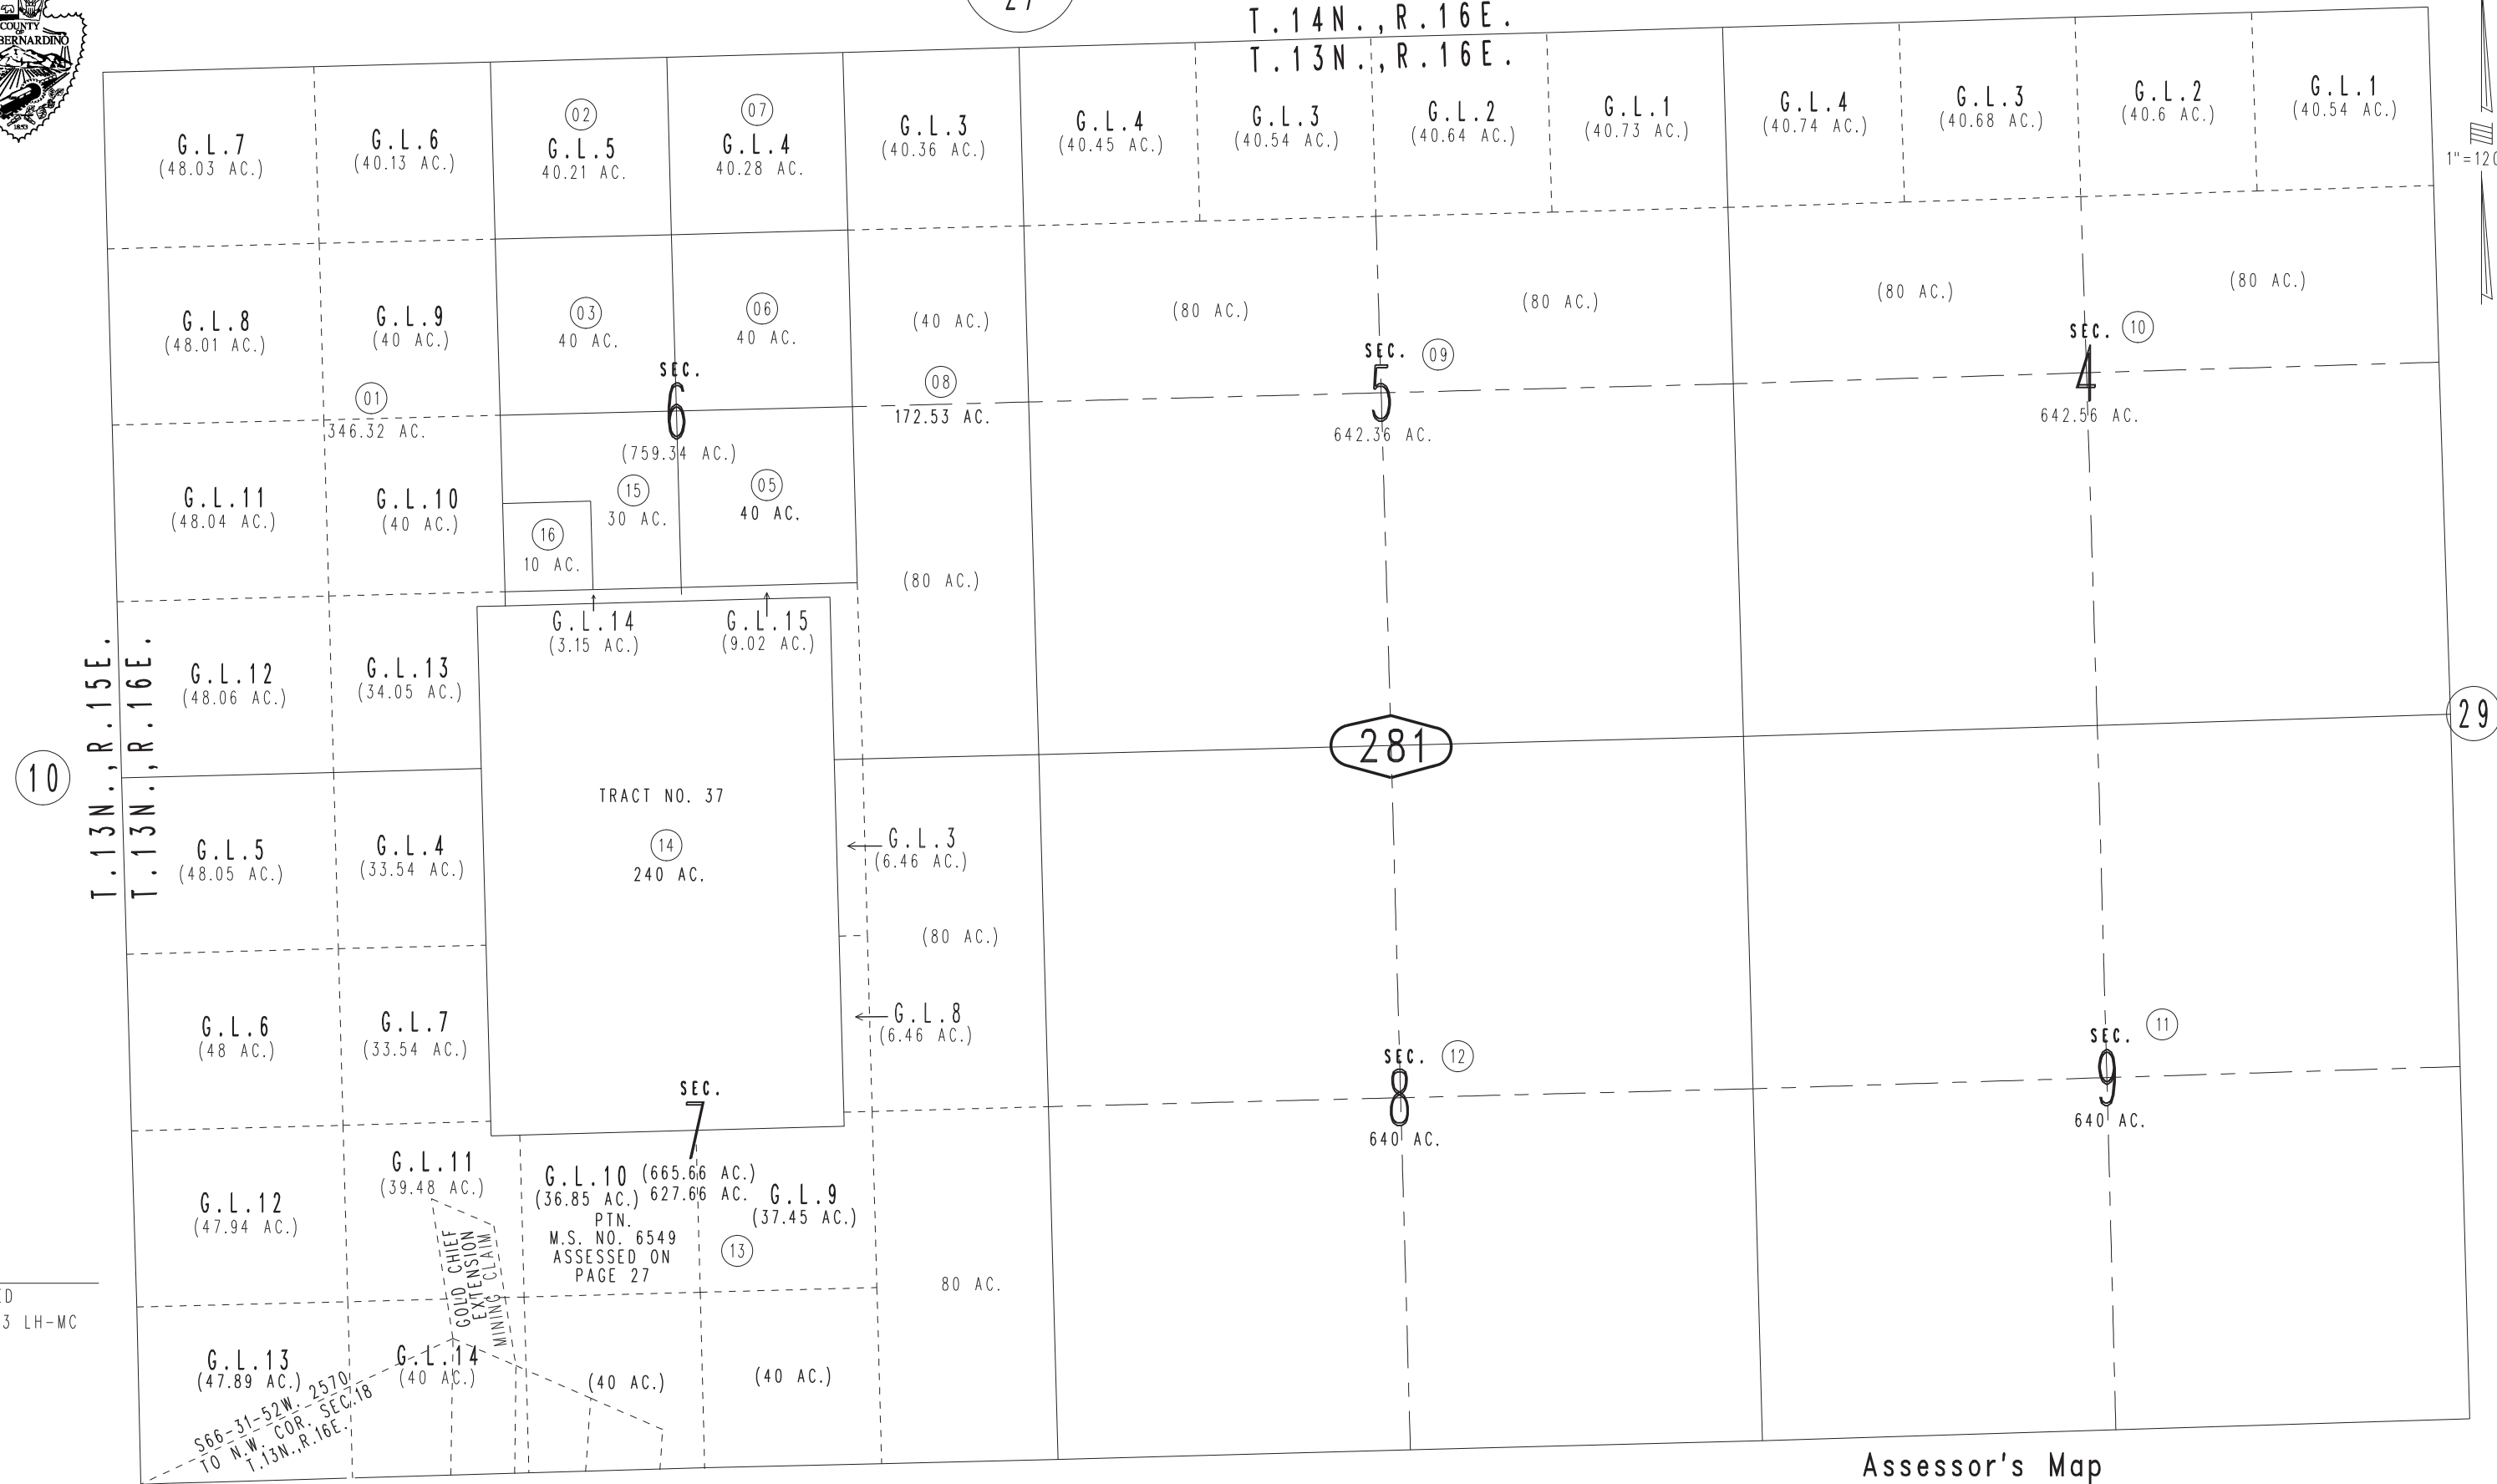 COUNTY
OF
BERNARDINO
1853
27
T.14N.,R.16E.
T.13N.,R.16E.
G.L.7
(48.03 AC.)
G.L.6
(40.13 AC.)
02
G.L.5
40.21 AC.
07
G.L.4
40.28 AC.
G.L.3
(40.36 AC.)
G.L.4
(40.45 AC.)
G.L.3
(40.54 AC.)
G.L.2
(40.64 AC.)
G.L.1
(40.73 AC.)
G.L.4
(40.74 AC.)
G.L.3
(40.68 AC.)
G.L.2
(40.6 AC.)
G.L.1
(40.54 AC.)
G.L.8
(48.01 AC.)
G.L.9
(40 AC.)
03
40 AC.
06
40 AC.
(40 AC.)
(80 AC.)
(80 AC.)
(80 AC.)
(80 AC.)
01
346.32 AC.
SEC.
6
(759.34 AC.)
08
172.53 AC.
SEC. 09
5
642.36 AC.
SEC. 10
4
642.56 AC.
G.L.11
(48.04 AC.)
G.L.10
(40 AC.)
15
30 AC.
16
10 AC.
05
40 AC.
(80 AC.)
G.L.14
(3.15 AC.)
G.L.15
(9.02 AC.)
T.13N.,R.15E.
T.13N.,R.16E.
10
G.L.12
(48.06 AC.)
G.L.13
(34.05 AC.)
281
29
TRACT NO. 37
14
240 AC.
G.L.5
(48.05 AC.)
G.L.4
(33.54 AC.)
G.L.3
(6.46 AC.)
(80 AC.)
G.L.6
(48 AC.)
G.L.7
(33.54 AC.)
G.L.8
(6.46 AC.)
SEC.
7
(665.66 AC.)
627.66 AC.
SEC. 12
8
640 AC.
SEC. 11
9
640 AC.
G.L.12
(47.94 AC.)
G.L.11
(39.48 AC.)
G.L.10
(36.85 AC.)
PTN.
M.S. NO. 6549
ASSESSED ON
PAGE 27
G.L.9
(37.45 AC.)
13
GOLD CHIEF
EXTENSION
MINING CLAIM
80 AC.
G.L.13
(47.89 AC.)
G.L.14
(40 AC.)
(40 AC.)
(40 AC.)
S66-31-52W. 2570
TO N.W. COR. SEC.18
T.13N.,R.16E.
3 LH-MC
Assessor's Map